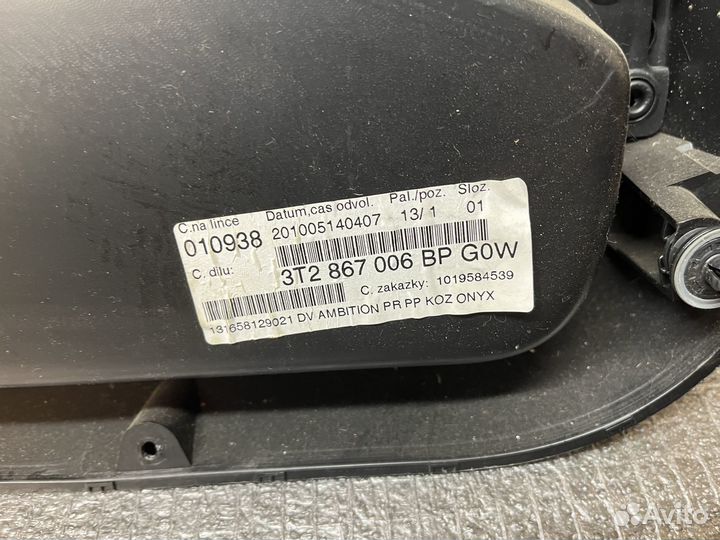 C.na lince Datum,cas odvol. Pal./poz. Sloz.
010938 201005140407 13/1 01
C. dilu: 3T2 867 006 BP G0W
C. zakazky: 1019584539
131658129021 DV AMBITION PR PP KOZ ONYX
Avito